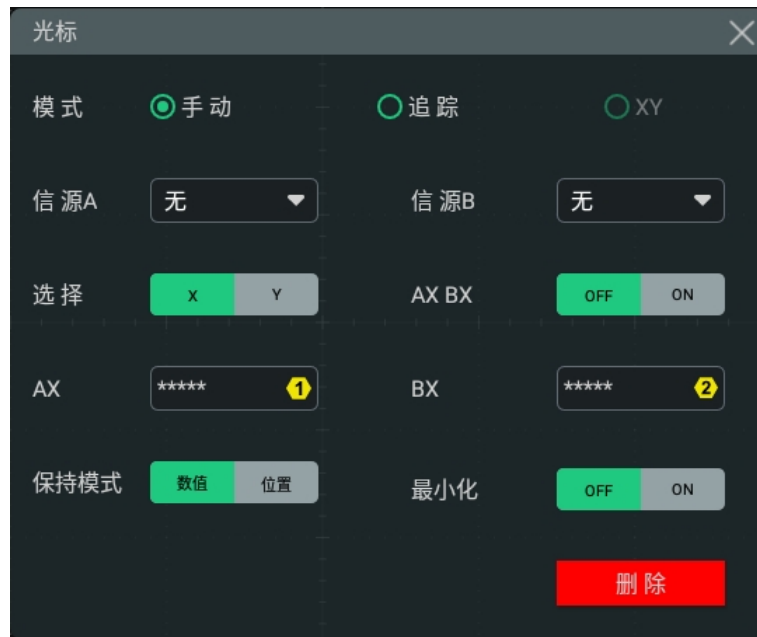 光标
模式 手动 追踪 XY
信源A 无 信源B 无
选择 X Y AX BX OFF ON
AX ***** 1 BX ***** 2
保持模式 数值 位置 最小化 OFF ON
删除